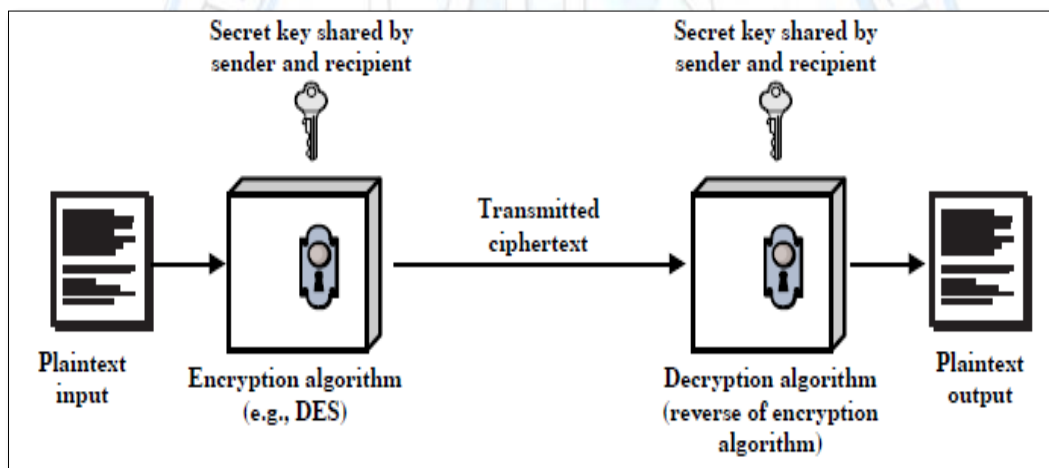 Secret key shared by
sender and recipient
Secret key shared by
sender and recipient
Transmitted
ciphertext
Plaintext
input
Encryption algorithm
(e.g., DES)
Decryption algorithm
(reverse of encryption
algorithm)
Plaintext
output